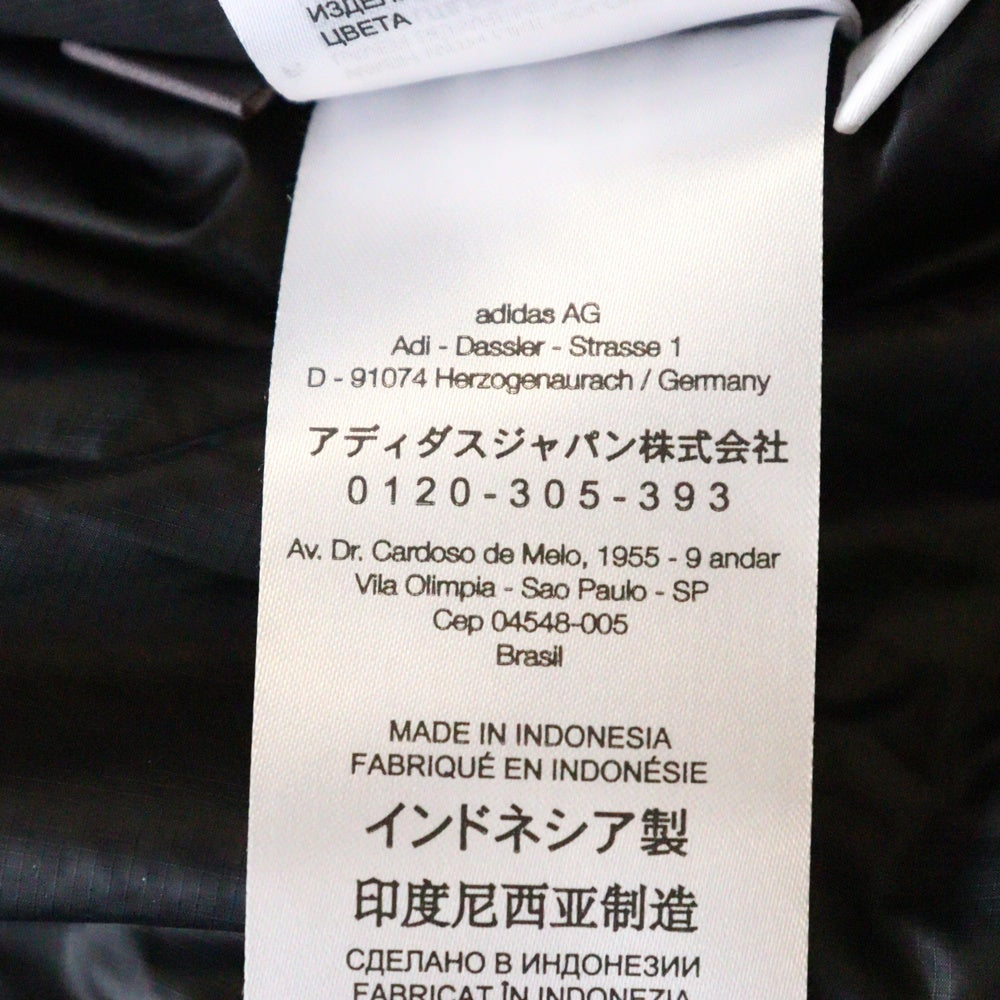 ЦВЕТА
adidas AG
Adi - Dassler - Strasse 1
D - 91074 Herzogenaurach / Germany
アディダスジャパン株式会社
0120-305-393
Av. Dr. Cardoso de Melo, 1955 - 9 andar
Vila Olimpia - Sao Paulo - SP
Cep 04548-005
Brasil
MADE IN INDONESIA
FABRIQUÉ EN INDONÉSIE
インドネシア製
印度尼西亚制造
СДЕЛАНО В ИНДОНЕЗИИ
FABRICAT ÎN INDONEZIA